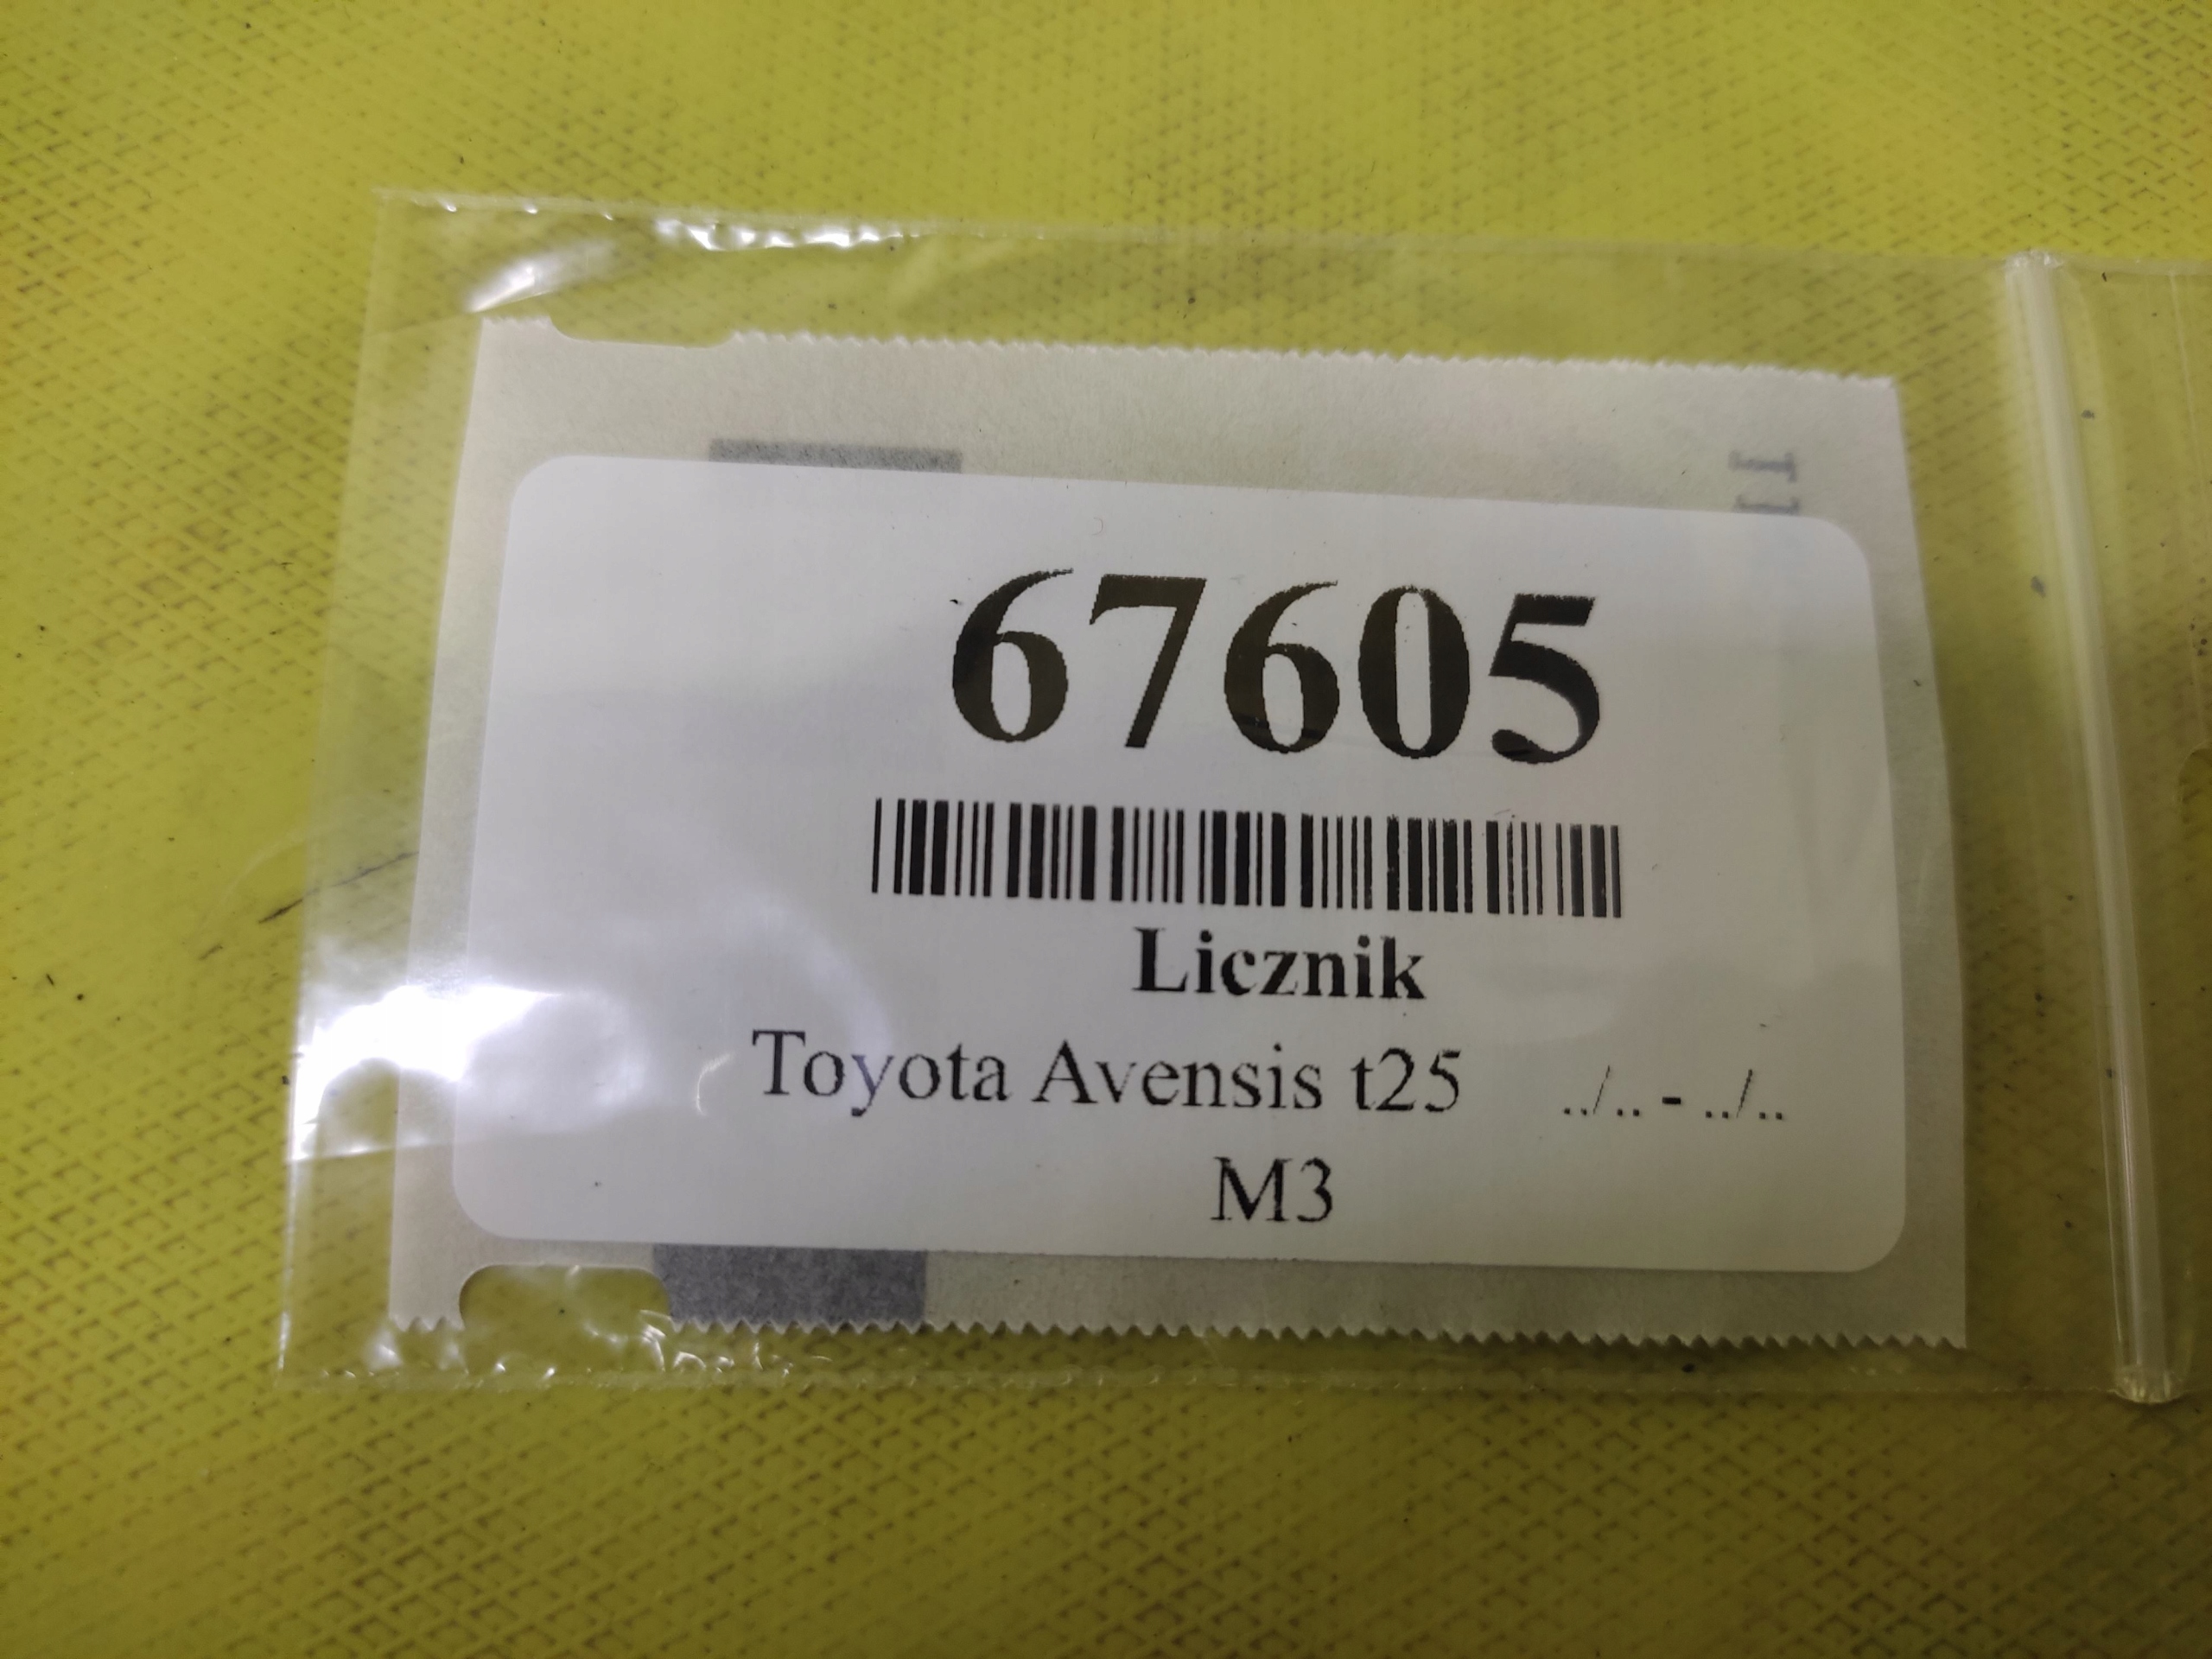 67605
Licznik
Toyota Avensis t25 ../.. - ../..
M3